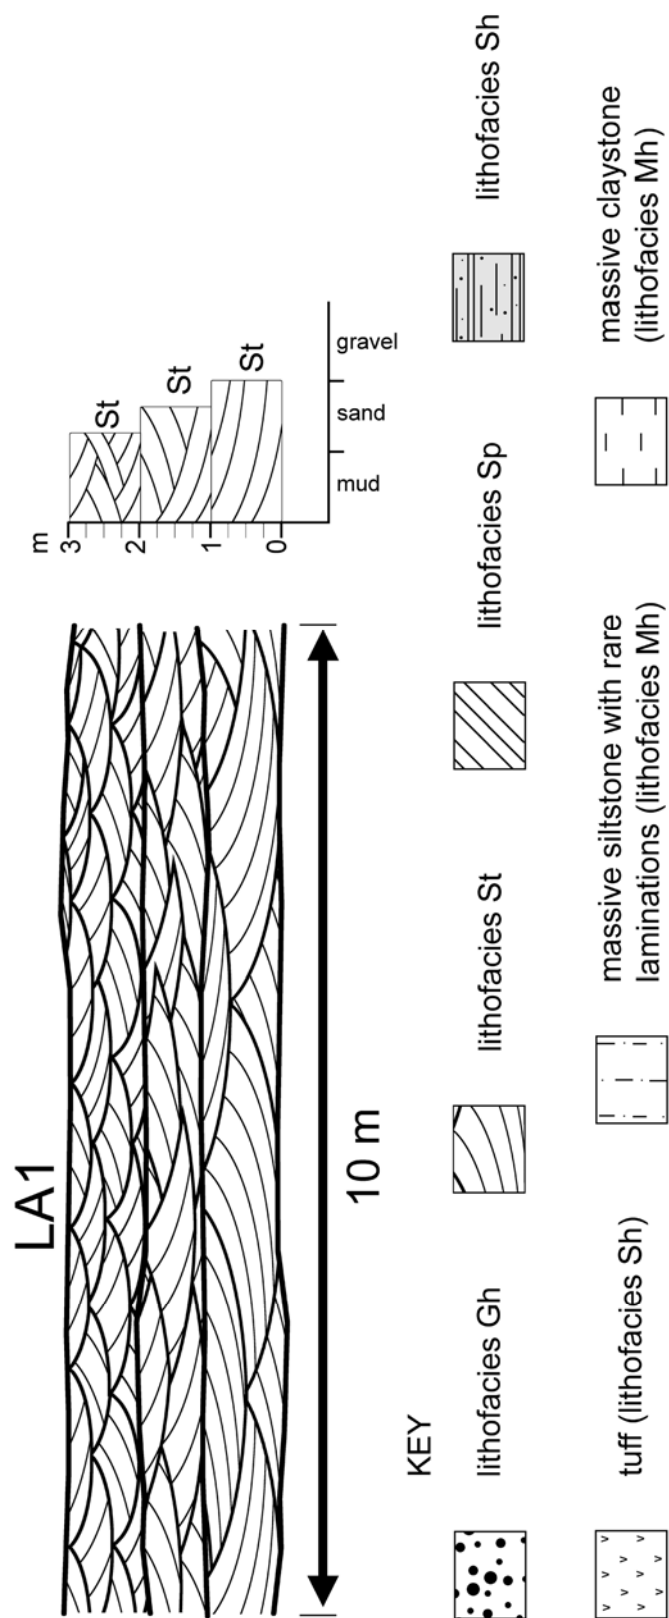 LA1
m
3
2
1
0
St
St
St
mud
sand
gravel
10 m
KEY
lithofacies Gh
lithofacies St
lithofacies Sp
lithofacies Sh
tuff (lithofacies Sh)
massive siltstone with rare
laminations (lithofacies Mh)
massive claystone
(lithofacies Mh)